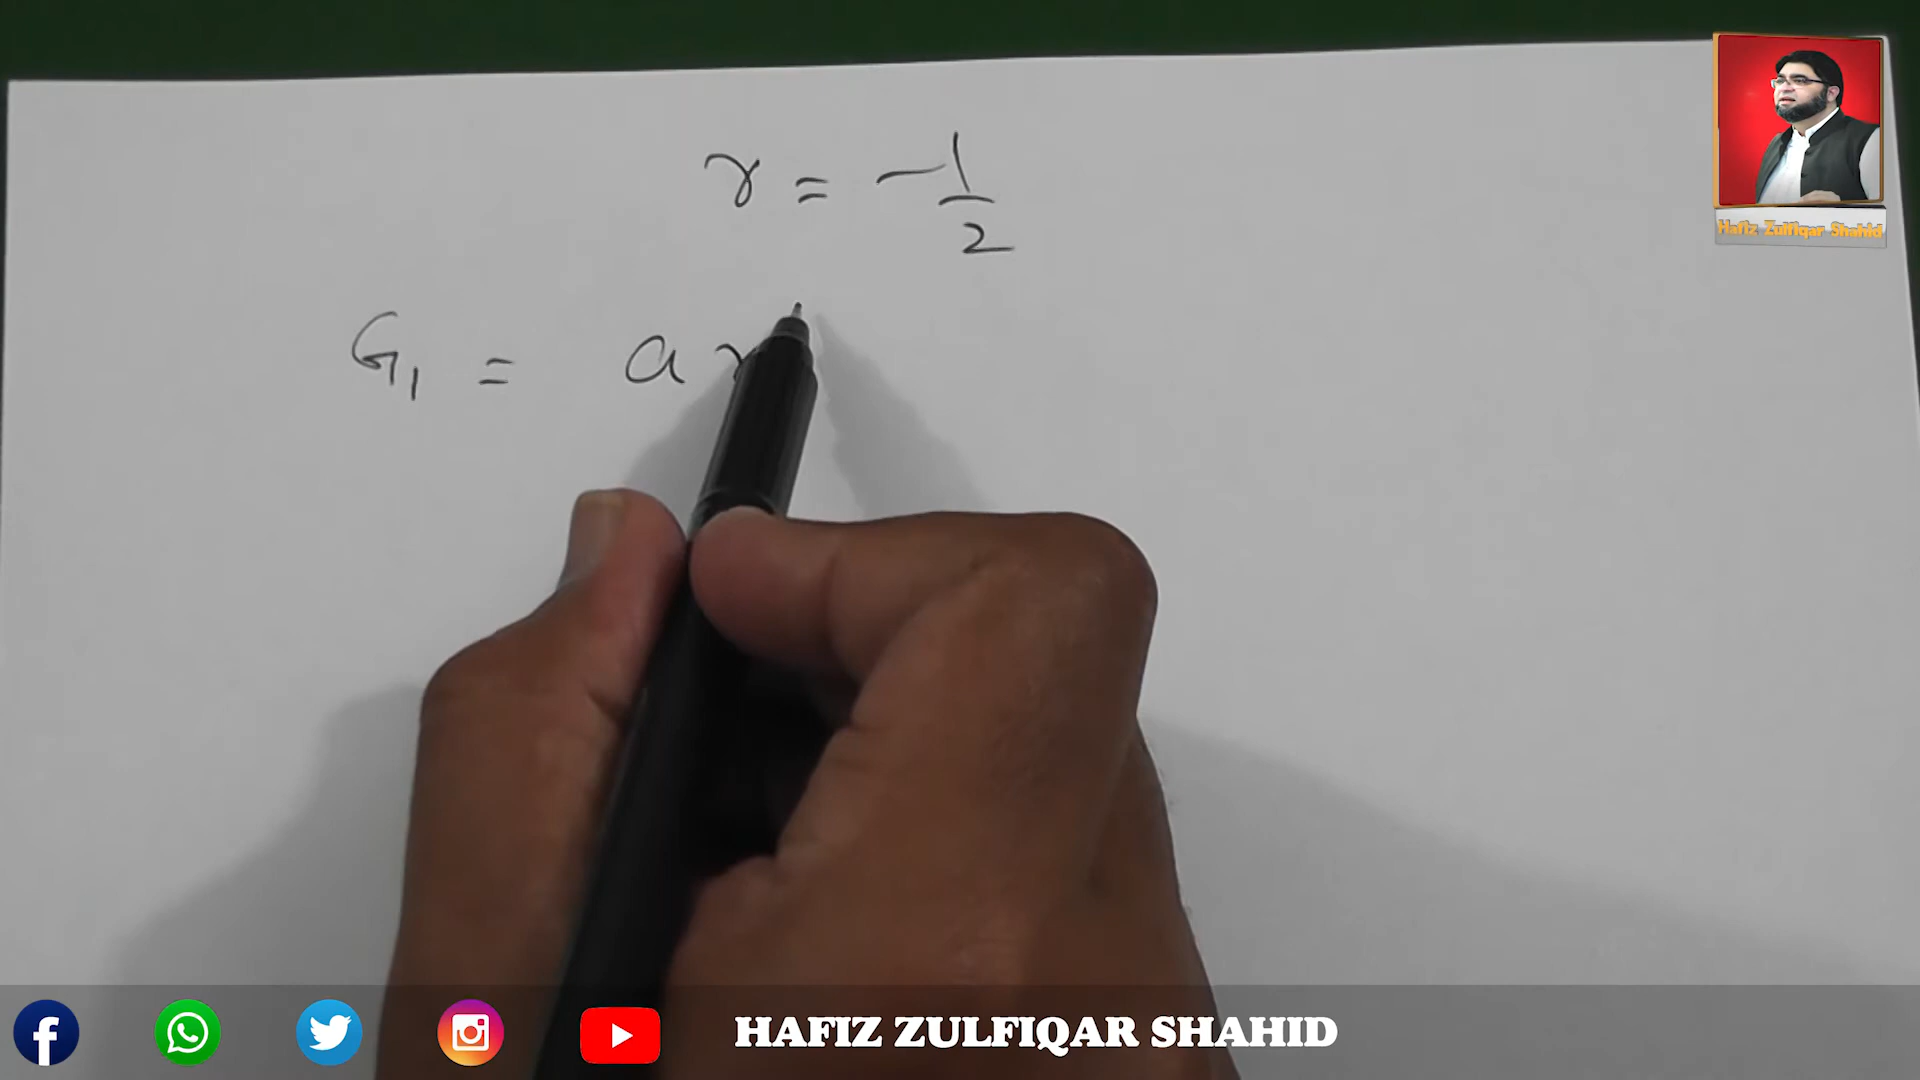 r = -1/2
G₁ = a r
Hafiz Zulfiqar Shahid
HAFIZ ZULFIQAR SHAHID